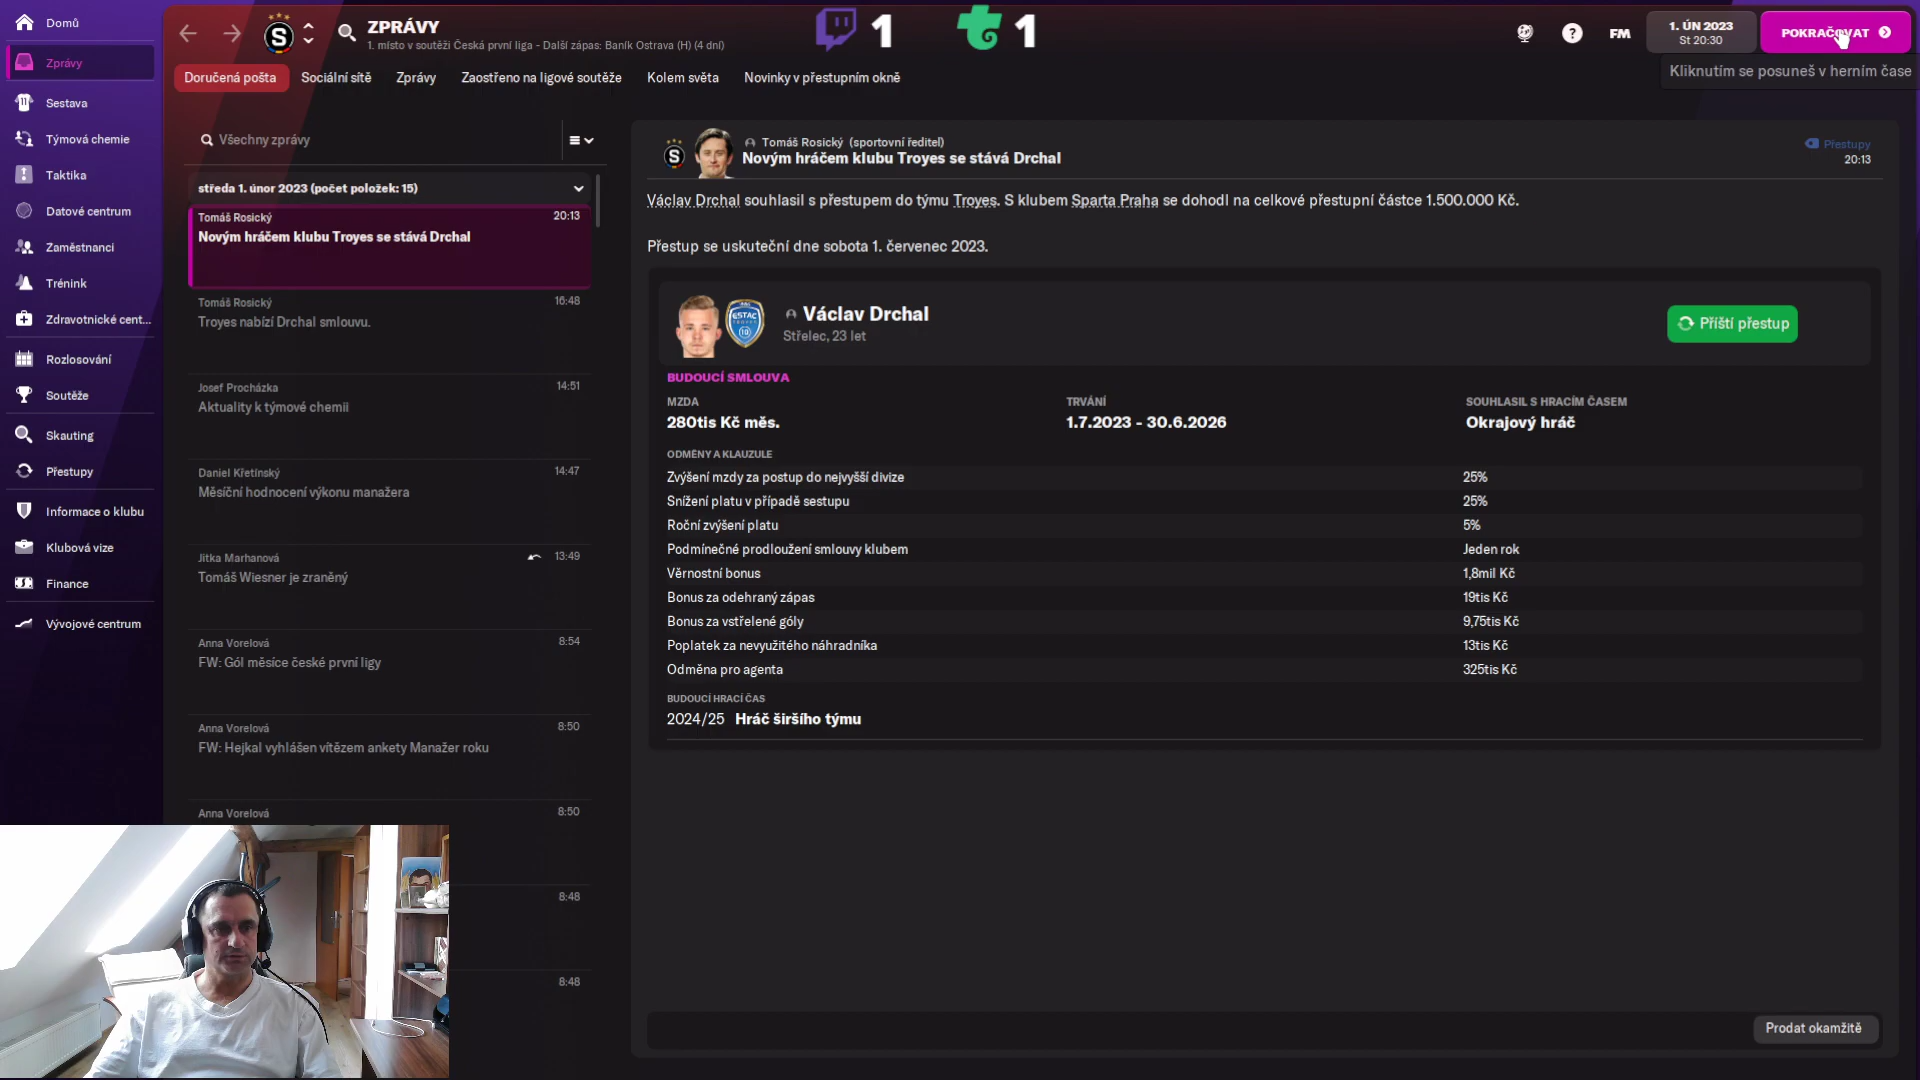 Domů
Zprávy
Sestava
Týmová chemie
Taktika
Datové centrum
Zaměstnanci
Trénink
Zdravotnické cent...
Rozlosování
Soutěže
Skauting
Přestupy
Informace o klubu
Klubová vize
Finance
Vývojové centrum
S
ZPRÁVY
1. místo v soutěži Česká první liga - Další zápas: Baník Ostrava (H) (4 dní)
1
1
?
FM
1. ÚN 2023
St 20:30
POKRAČOVAT
Kliknutím se posuneš v herním čase
Doručená pošta
Sociální sítě
Zprávy
Zaostřeno na ligové soutěže
Kolem světa
Novinky v přestupním okně
Všechny zprávy
středa 1. únor 2023 (počet položek: 15)
Tomáš Rosický
20:13
Novým hráčem klubu Troyes se stává Drchal
Tomáš Rosický
16:48
Troyes nabízí Drchal smlouvu.
Josef Procházka
14:51
Aktuality k týmové chemii
Daniel Křetínský
14:47
Měsíční hodnocení výkonu manažera
Jitka Marhanová
13:49
Tomáš Wiesner je zraněný
Anna Vorelová
8:54
FW: Gól měsíce české první ligy
Anna Vorelová
8:50
FW: Hejkal vyhlášen vítězem ankety Manažer roku
Anna Vorelová
8:50
8:48
8:48
S
Tomáš Rosický (sportovní ředitel)
Novým hráčem klubu Troyes se stává Drchal
Přestupy
20:13
Václav Drchal souhlasil s přestupem do týmu Troyes. S klubem Sparta Praha se dohodl na celkové přestupní částce 1.500.000 Kč.
Přestup se uskuteční dne sobota 1. červenec 2023.
ESTAC
Václav Drchal
Střelec, 23 let
Příští přestup
BUDOUCÍ SMLOUVA
MZDA
TRVÁNÍ
SOUHLASIL S HRACÍM ČASEM
280tis Kč měs.
1.7.2023 - 30.6.2026
Okrajový hráč
ODMĚNY A KLAUZULE
Zvýšení mzdy za postup do nejvyšší divize
25%
Snížení platu v případě sestupu
25%
Roční zvýšení platu
5%
Podmínečné prodloužení smlouvy klubem
Jeden rok
Věrnostní bonus
1,8mil Kč
Bonus za odehraný zápas
19tis Kč
Bonus za vstřelené góly
9,75tis Kč
Poplatek za nevyužitého náhradníka
13tis Kč
Odměna pro agenta
325tis Kč
BUDOUCÍ HRACÍ ČAS
2024/25 Hráč širšího týmu
Prodat okamžitě